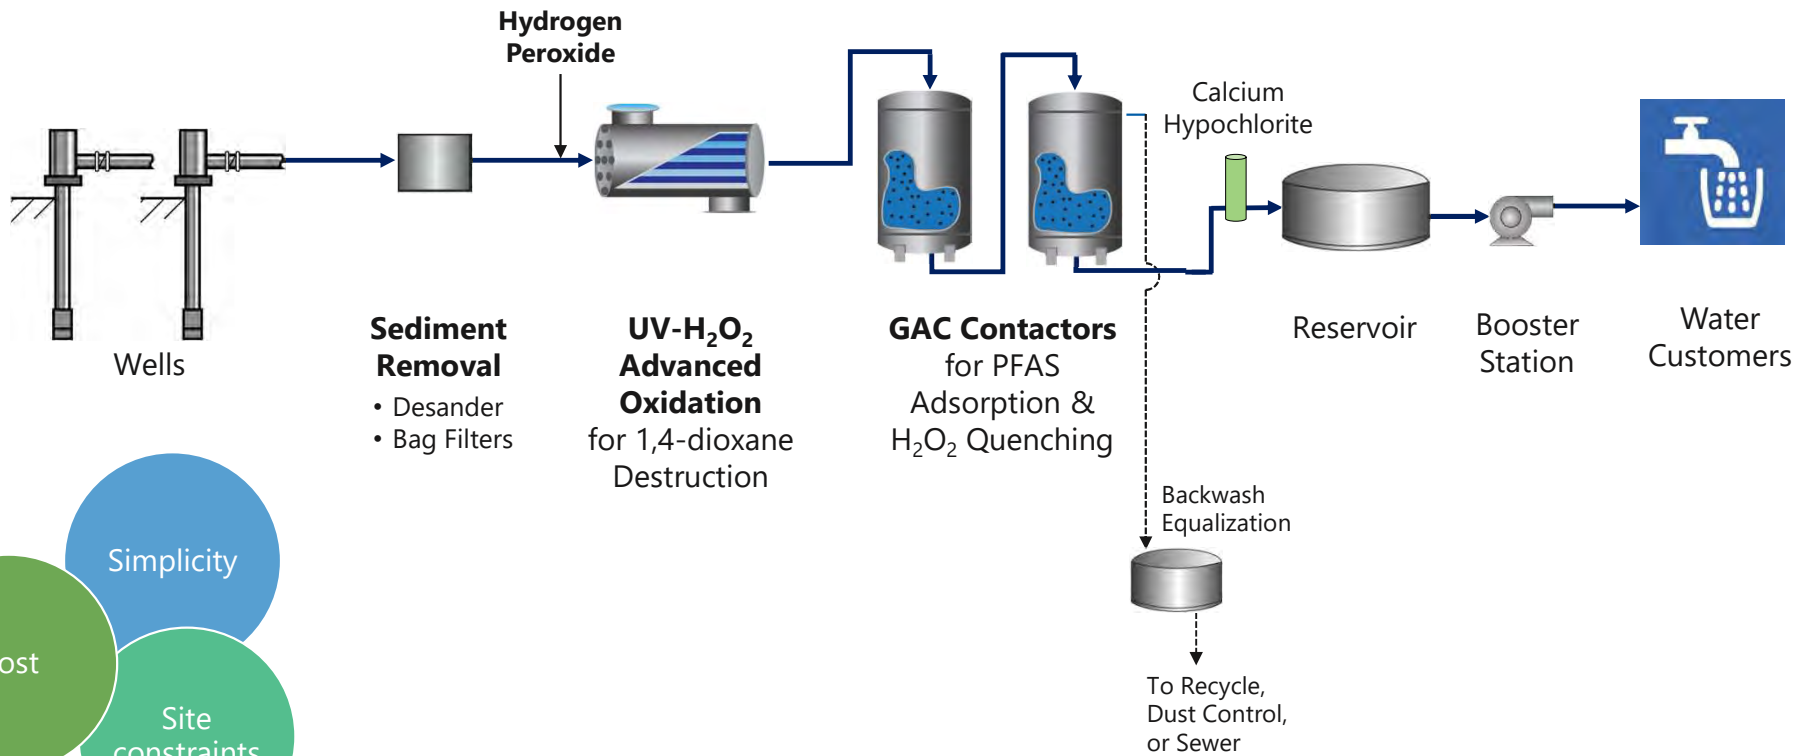 Hydrogen
Peroxide
Calcium
Hypochlorite
Wells
Sediment
Removal
• Desander
• Bag Filters
UV-H₂O₂
Advanced
Oxidation
for 1,4-dioxane
Destruction
GAC Contactors
for PFAS
Adsorption &
H₂O₂ Quenching
Reservoir
Booster
Station
Water
Customers
Backwash
Equalization
To Recycle,
Dust Control,
or Sewer
Simplicity
ost
Site
constraints